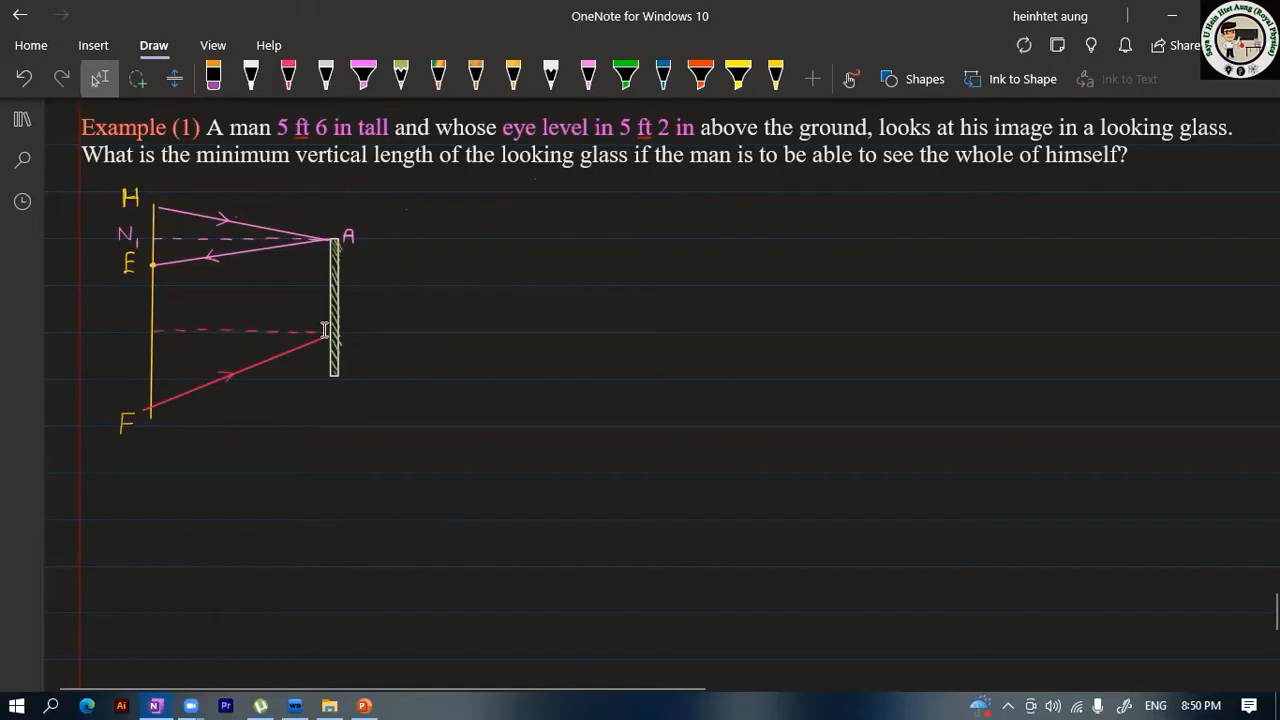 OneNote for Windows 10
heinhtet aung
Home
Insert
Draw
View
Help
Share
Shapes
Ink to Shape
Ink to Text
Example (1) A man 5 ft 6 in tall and whose eye level in 5 ft 2 in above the ground, looks at his image in a looking glass.
What is the minimum vertical length of the looking glass if the man is to be able to see the whole of himself?
H
N1
A
E
F
ENG
8:50 PM